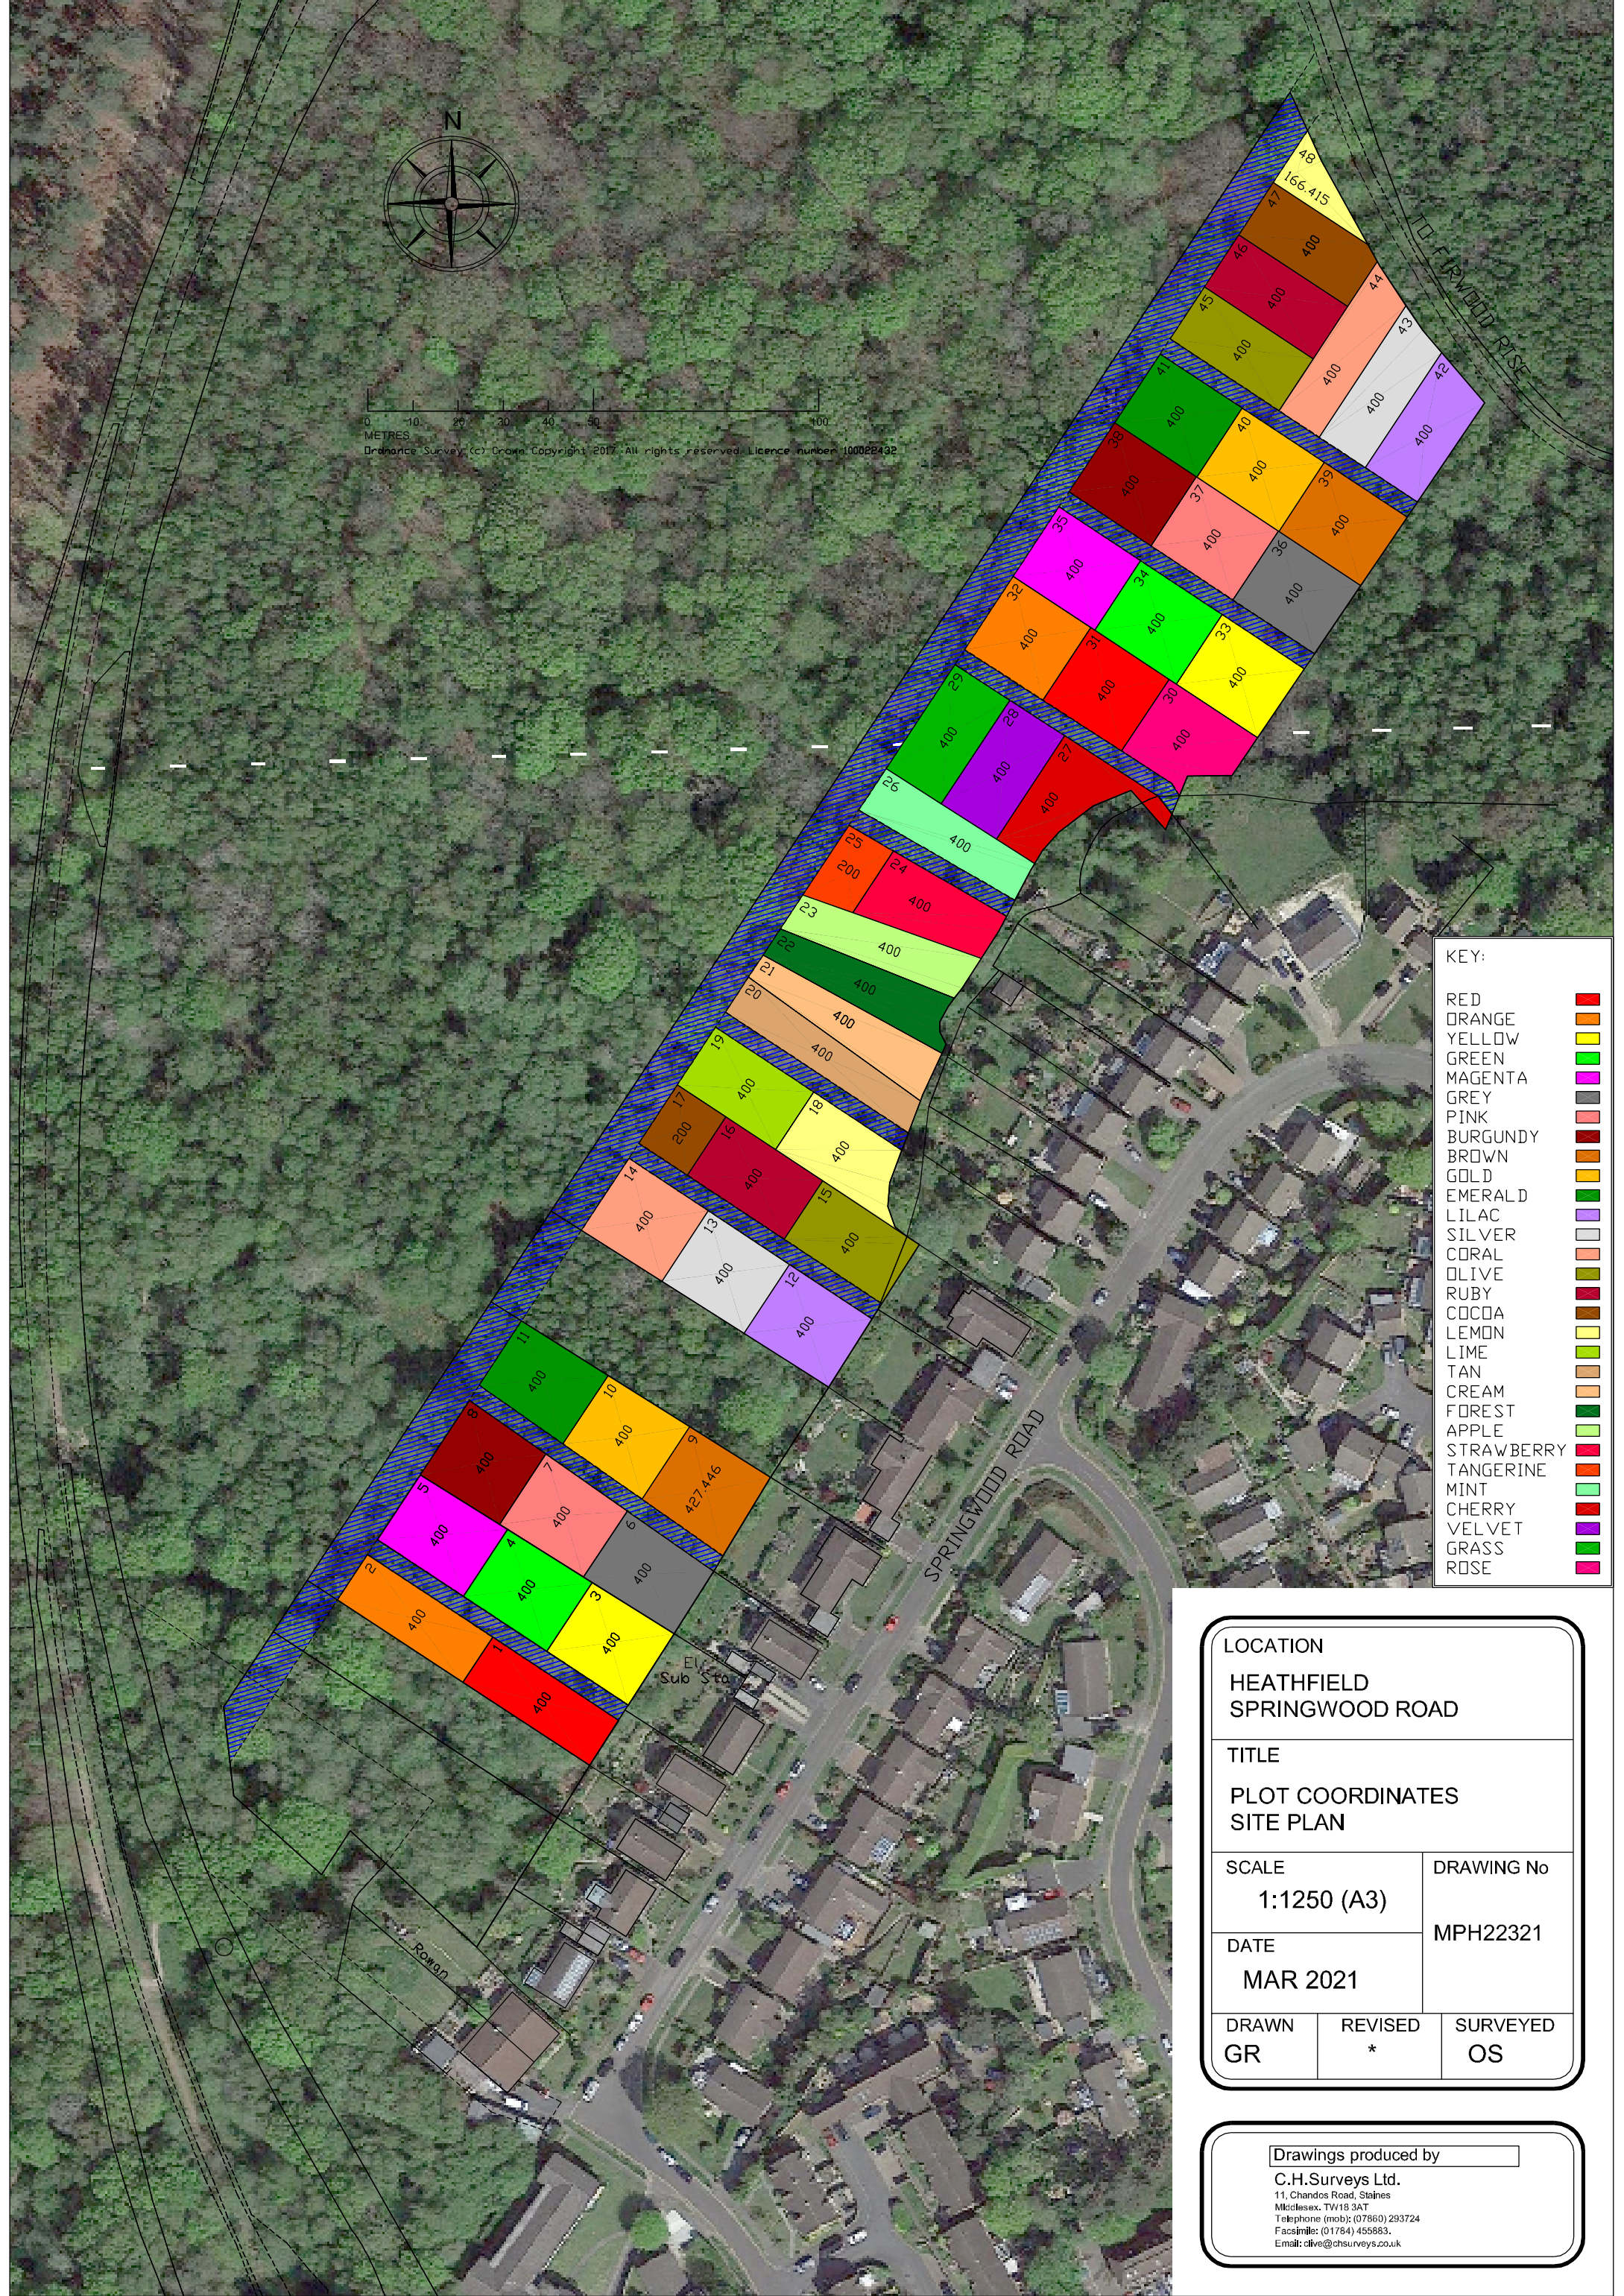 N
48
166.415
47
400
46
400
45
400
44
400
43
400
42
400
TO FIRWOOD RISE
41
400
40
400
39
400
38
400
37
400
36
400
0 10 20 30 40 50 100
METRES
Ordnance Survey (c) Crown Copyright 2017. All rights reserved. Licence number 100022432
35
400
34
400
33
400
32
400
31
400
30
400
29
400
28
400
27
400
26
400
25
200
24
400
23
400
22
400
21
400
20
400
19
400
18
400
17
200
16
400
15
400
14
400
13
400
12
400
11
400
10
400
9
427.446
8
400
7
400
6
400
5
400
4
400
3
400
2
400
1
400
El
Sub Sta
SPRINGWOOD ROAD
Rowan
KEY:
RED
ORANGE
YELLOW
GREEN
MAGENTA
GREY
PINK
BURGUNDY
BROWN
GOLD
EMERALD
LILAC
SILVER
CORAL
OLIVE
RUBY
COCOA
LEMON
LIME
TAN
CREAM
FOREST
APPLE
STRAWBERRY
TANGERINE
MINT
CHERRY
VELVET
GRASS
ROSE
LOCATION
HEATHFIELD
SPRINGWOOD ROAD
TITLE
PLOT COORDINATES
SITE PLAN
SCALE
1:1250 (A3)
DRAWING No
MPH22321
DATE
MAR 2021
DRAWN
GR
REVISED
*
SURVEYED
OS
Drawings produced by
C.H.Surveys Ltd.
11, Chandos Road, Staines
Middlesex. TW18 3AT
Telephone (mob): (07860) 293724
Facsimile: (01784) 455883.
Email: clive@chsurveys.co.uk